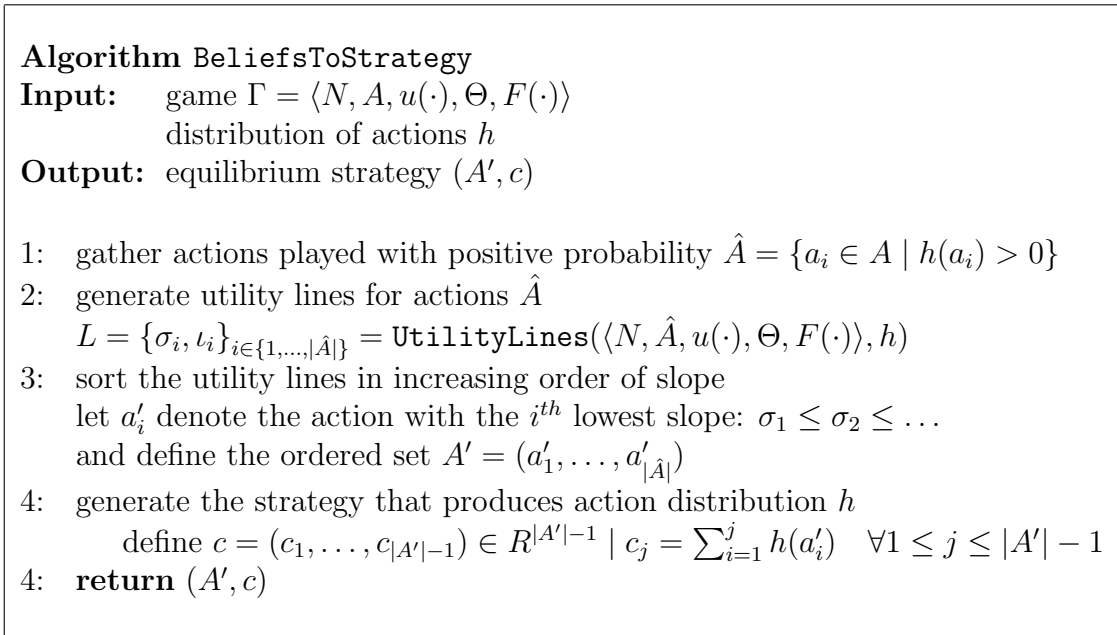 Algorithm BeliefsToStrategy
Input: game Γ = ⟨N, A, u(·), Θ, F(·)⟩
distribution of actions h
Output: equilibrium strategy (A′, c)
1: gather actions played with positive probability Â = {a_i ∈ A | h(a_i) > 0}
2: generate utility lines for actions Â
L = {σ_i, ι_i}_{i∈{1,...,|Â|}} = UtilityLines(⟨N, Â, u(·), Θ, F(·)⟩, h)
3: sort the utility lines in increasing order of slope
let a′_i denote the action with the i^{th} lowest slope: σ_1 ≤ σ_2 ≤ …
and define the ordered set A′ = (a′_1, …, a′_{|Â|})
4: generate the strategy that produces action distribution h
define c = (c_1, …, c_{|A′|−1}) ∈ R^{|A′|−1} | c_j = ∑_{i=1}^{j} h(a′_i) ∀1 ≤ j ≤ |A′| − 1
4: return (A′, c)